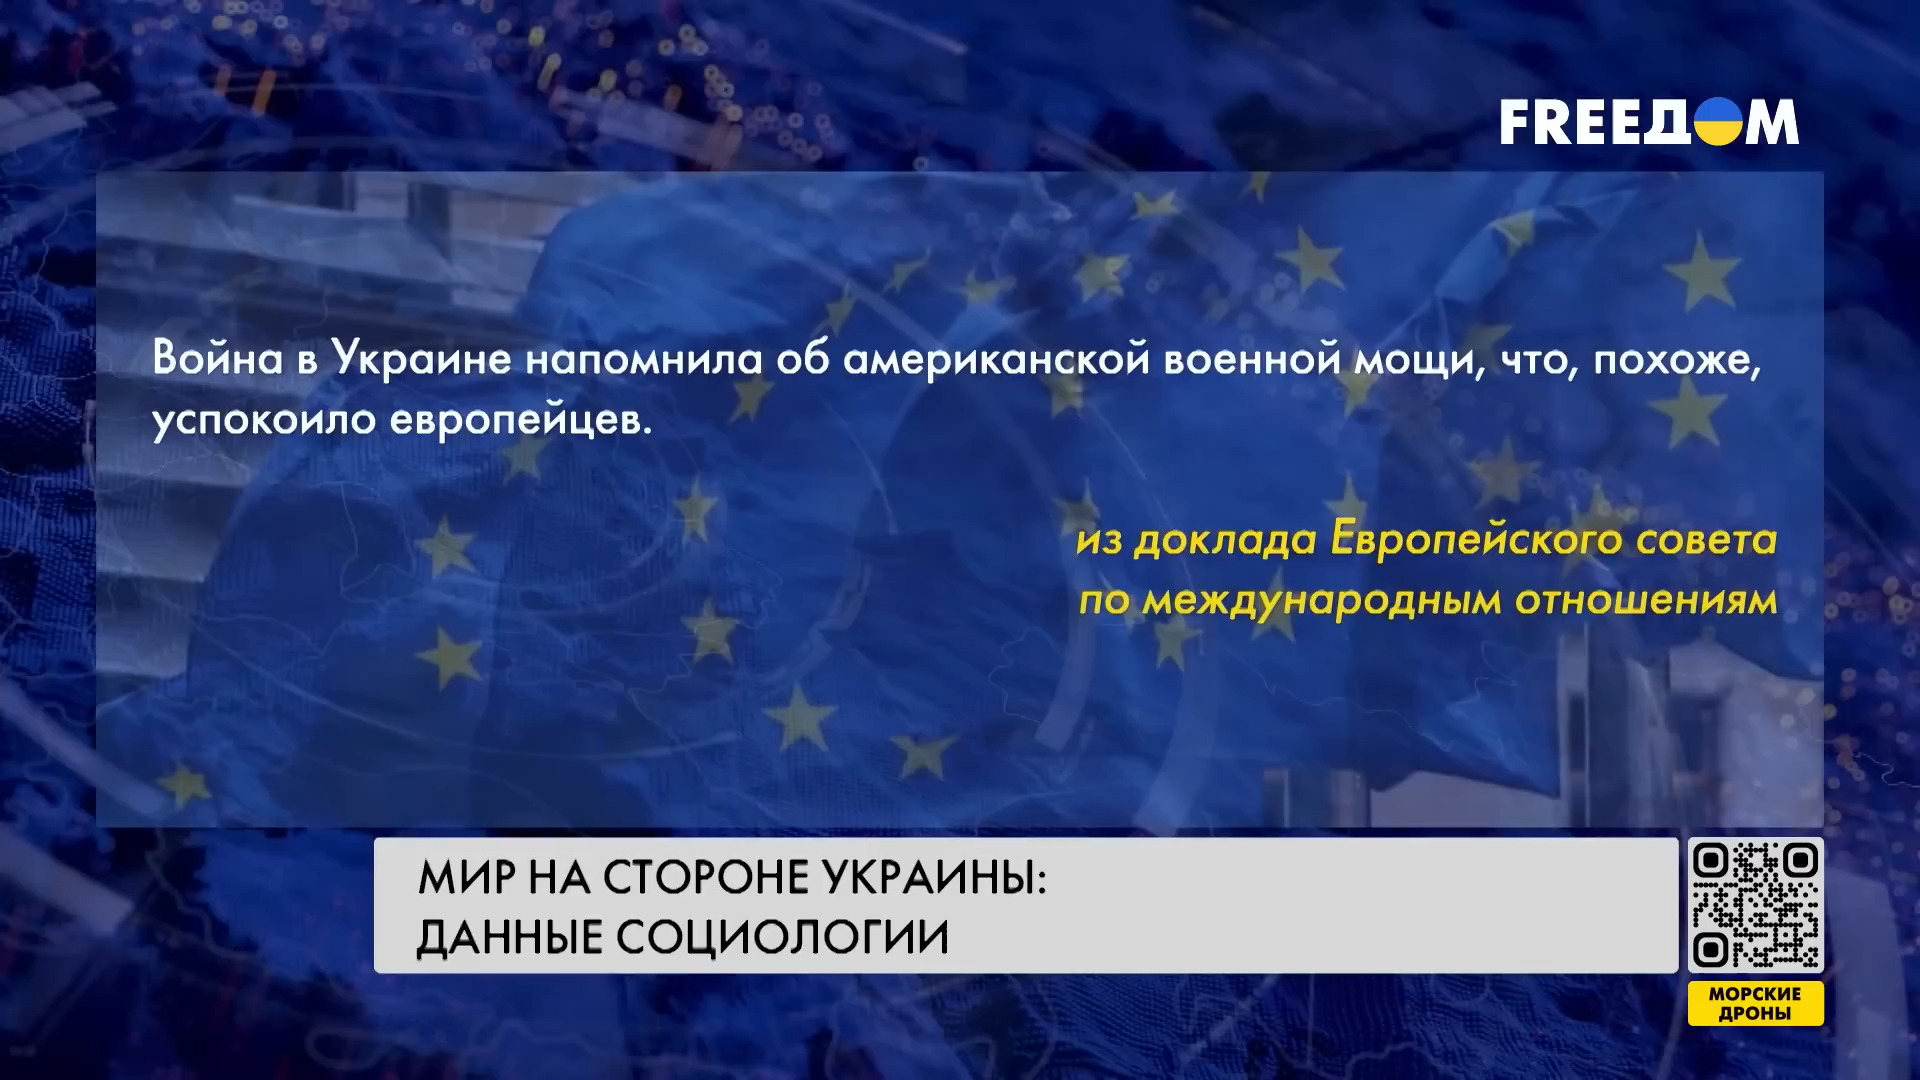 FREEДОМ
Война в Украине напомнила об американской военной мощи, что, похоже,
успокоило европейцев.
из доклада Европейского совета
по международным отношениям
МИР НА СТОРОНЕ УКРАИНЫ:
ДАННЫЕ СОЦИОЛОГИИ
МОРСКИЕ
ДРОНЫ